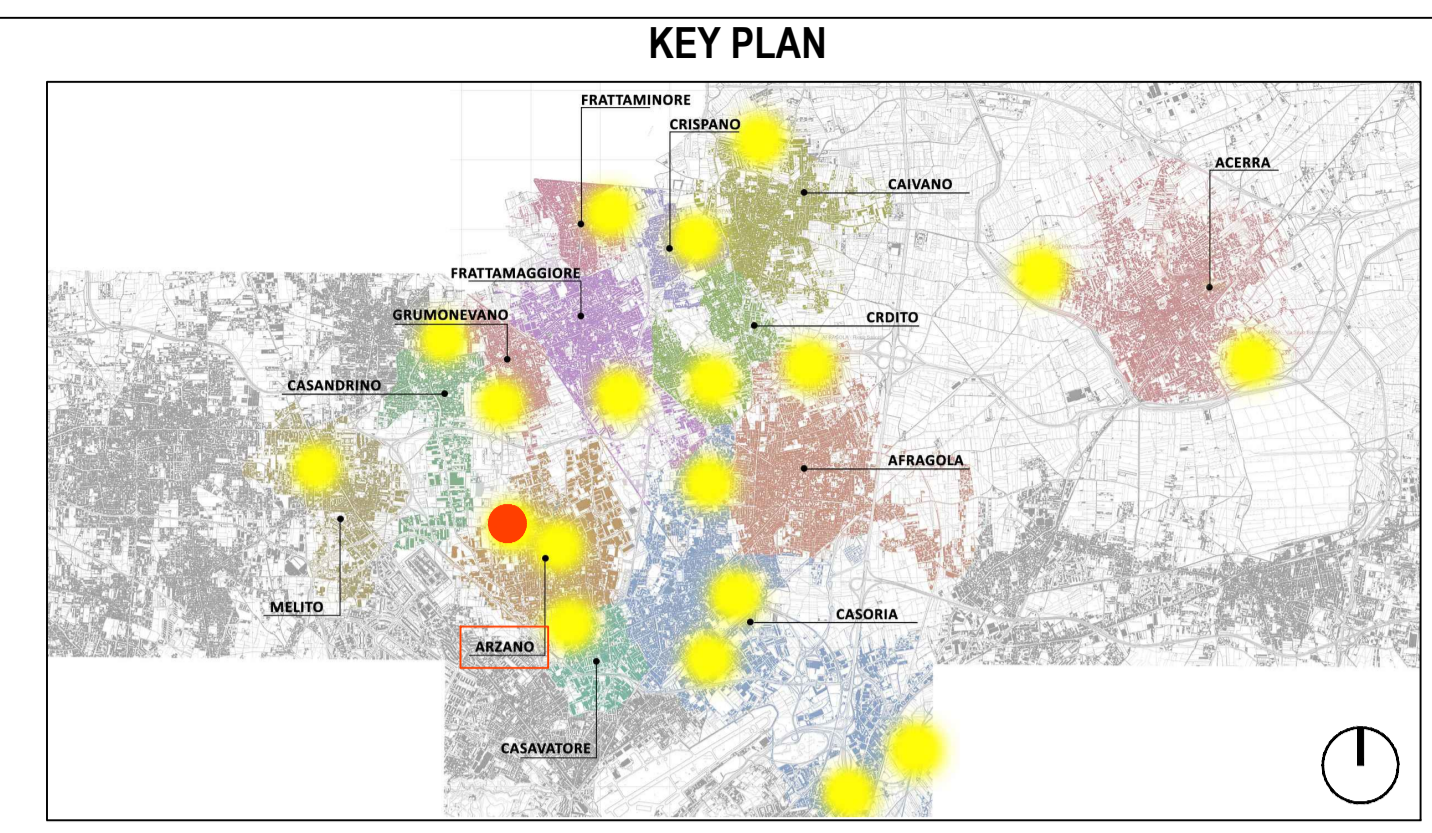 KEY PLAN
FRATTAMINORE
CRISPANO
ACERRA
CAIVANO
FRATTAMAGGIORE
GRUMONEVANO
CRDITO
CASANDRINO
AFRAGOLA
MELITO
CASORIA
ARZANO
CASAVATORE